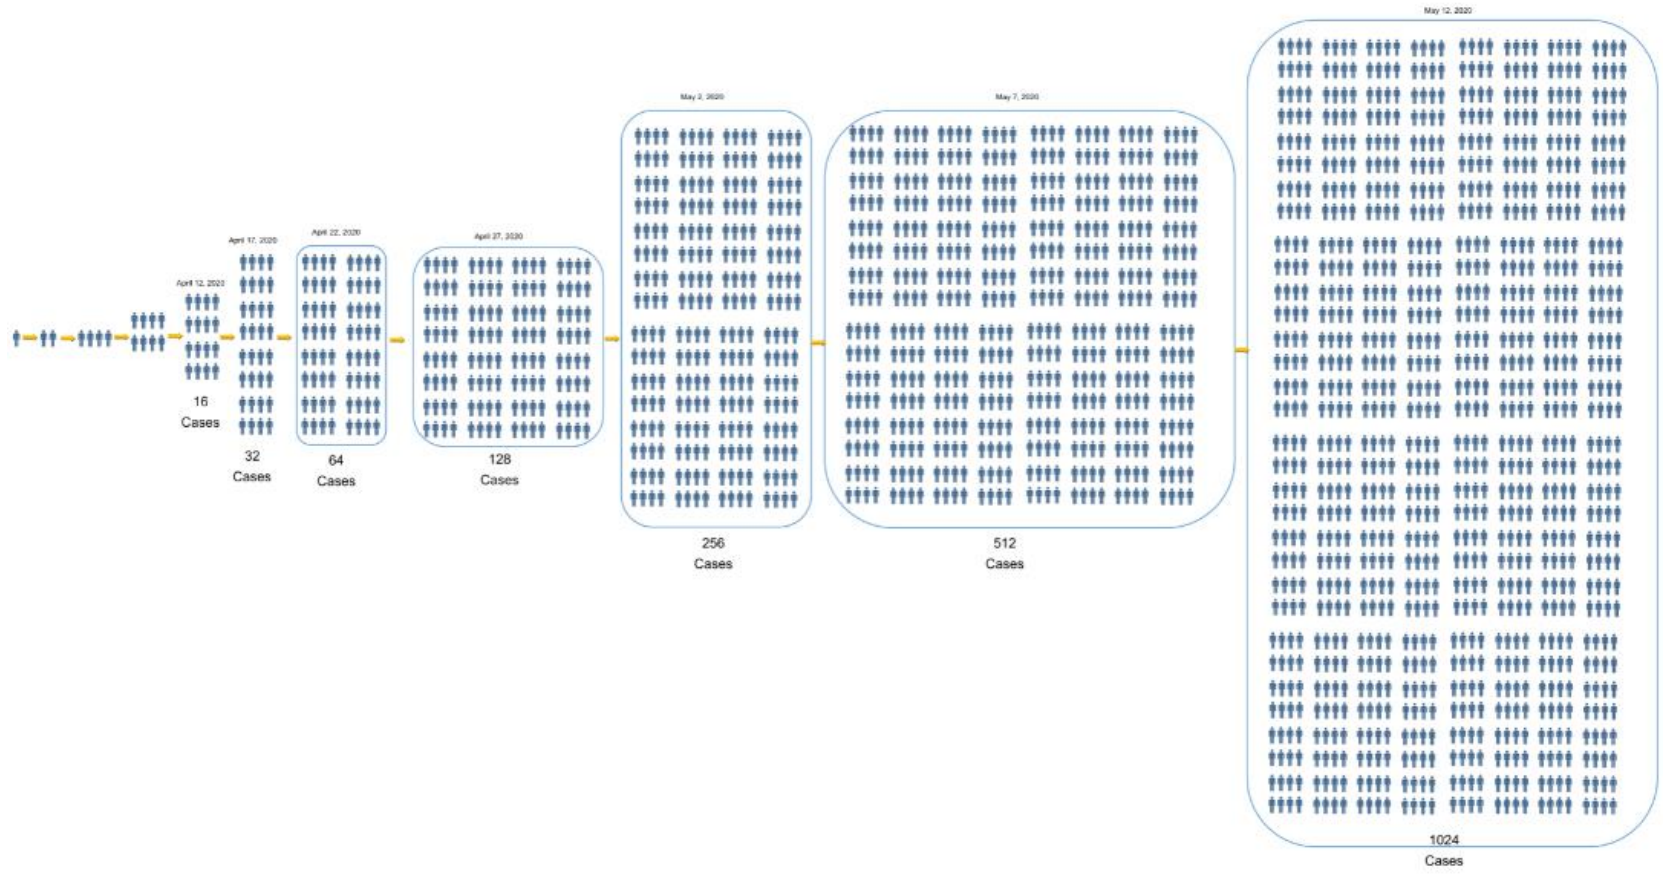 April 12, 2020
16
Cases
April 17, 2020
32
Cases
April 22, 2020
64
Cases
April 27, 2020
128
Cases
May 2, 2020
256
Cases
May 7, 2020
512
Cases
May 12, 2020
1024
Cases